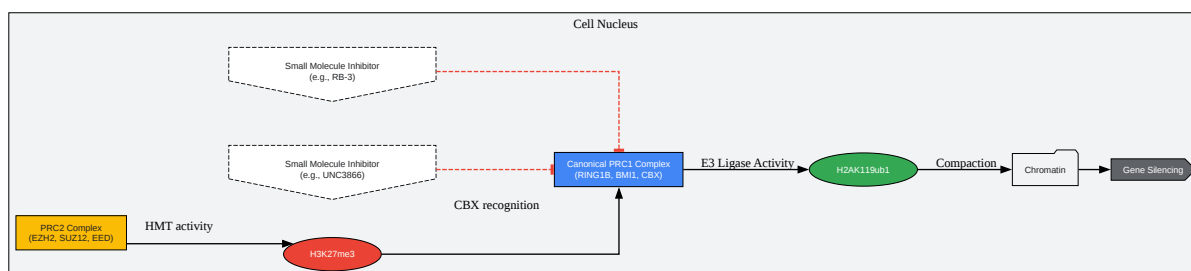 Cell Nucleus
Small Molecule Inhibitor
(e.g., RB-3)
Small Molecule Inhibitor
(e.g., UNC3866)
Canonical PRC1 Complex
(RING1B, BMI1, CBX)
E3 Ligase Activity
H2AK119ub1
Compaction
Chromatin
Gene Silencing
CBX recognition
PRC2 Complex
(EZH2, SUZ12, EED)
HMT activity
H3K27me3